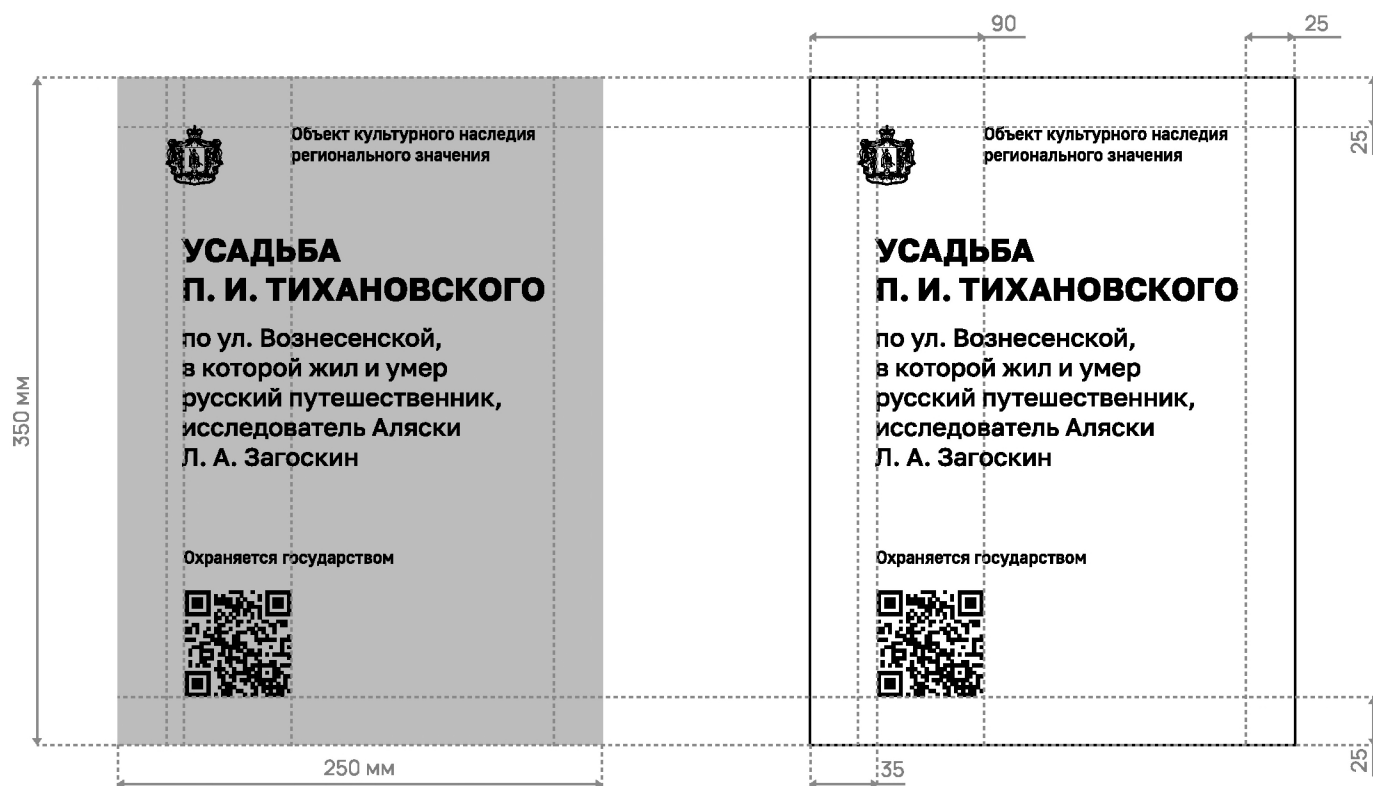 90
25
Объект культурного наследия
регионального значения
УСАДЬБА
П. И. ТИХАНОВСКОГО
по ул. Вознесенской,
в которой жил и умер
русский путешественник,
исследователь Аляски
Л. А. Загоскин
Охраняется государством
350 мм
250 мм
Объект культурного наследия
регионального значения
УСАДЬБА
П. И. ТИХАНОВСКОГО
по ул. Вознесенской,
в которой жил и умер
русский путешественник,
исследователь Аляски
Л. А. Загоскин
Охраняется государством
25
25
35